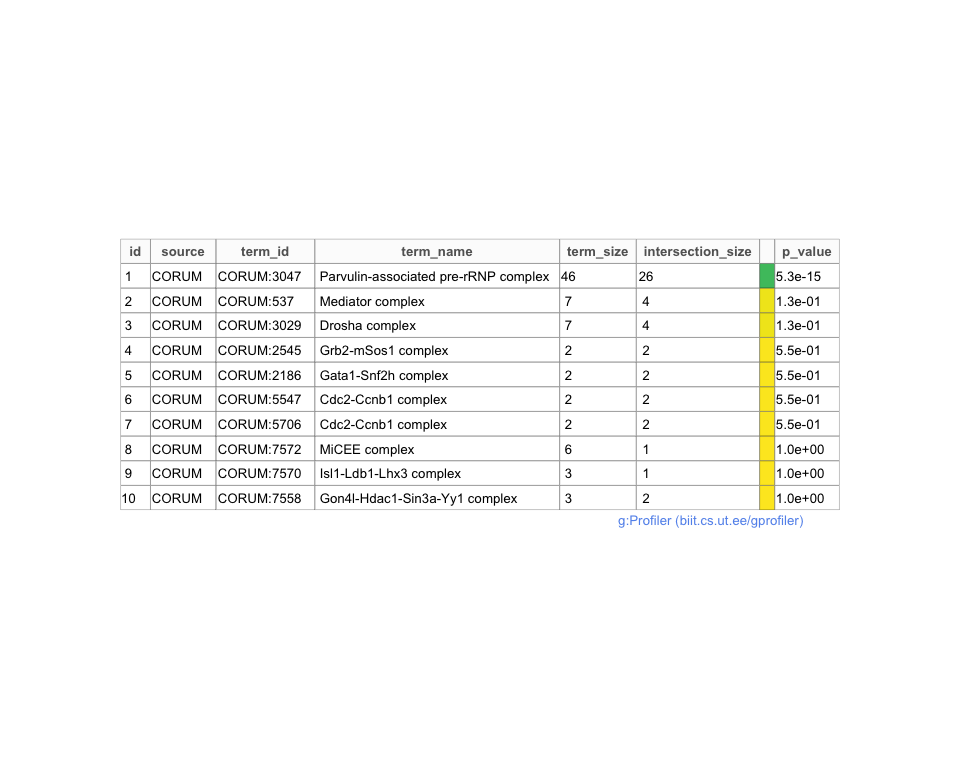 id source term_id term_name term_size intersection_size p_value
1 CORUM CORUM:3047 Parvulin-associated pre-rRNP complex 46 26 5.3e-15
2 CORUM CORUM:537 Mediator complex 7 4 1.3e-01
3 CORUM CORUM:3029 Drosha complex 7 4 1.3e-01
4 CORUM CORUM:2545 Grb2-mSos1 complex 2 2 5.5e-01
5 CORUM CORUM:2186 Gata1-Snf2h complex 2 2 5.5e-01
6 CORUM CORUM:5547 Cdc2-Ccnb1 complex 2 2 5.5e-01
7 CORUM CORUM:5706 Cdc2-Ccnb1 complex 2 2 5.5e-01
8 CORUM CORUM:7572 MiCEE complex 6 1 1.0e+00
9 CORUM CORUM:7570 Isl1-Ldb1-Lhx3 complex 3 1 1.0e+00
10 CORUM CORUM:7558 Gon4l-Hdac1-Sin3a-Yy1 complex 3 2 1.0e+00
g:Profiler (biit.cs.ut.ee/gprofiler)